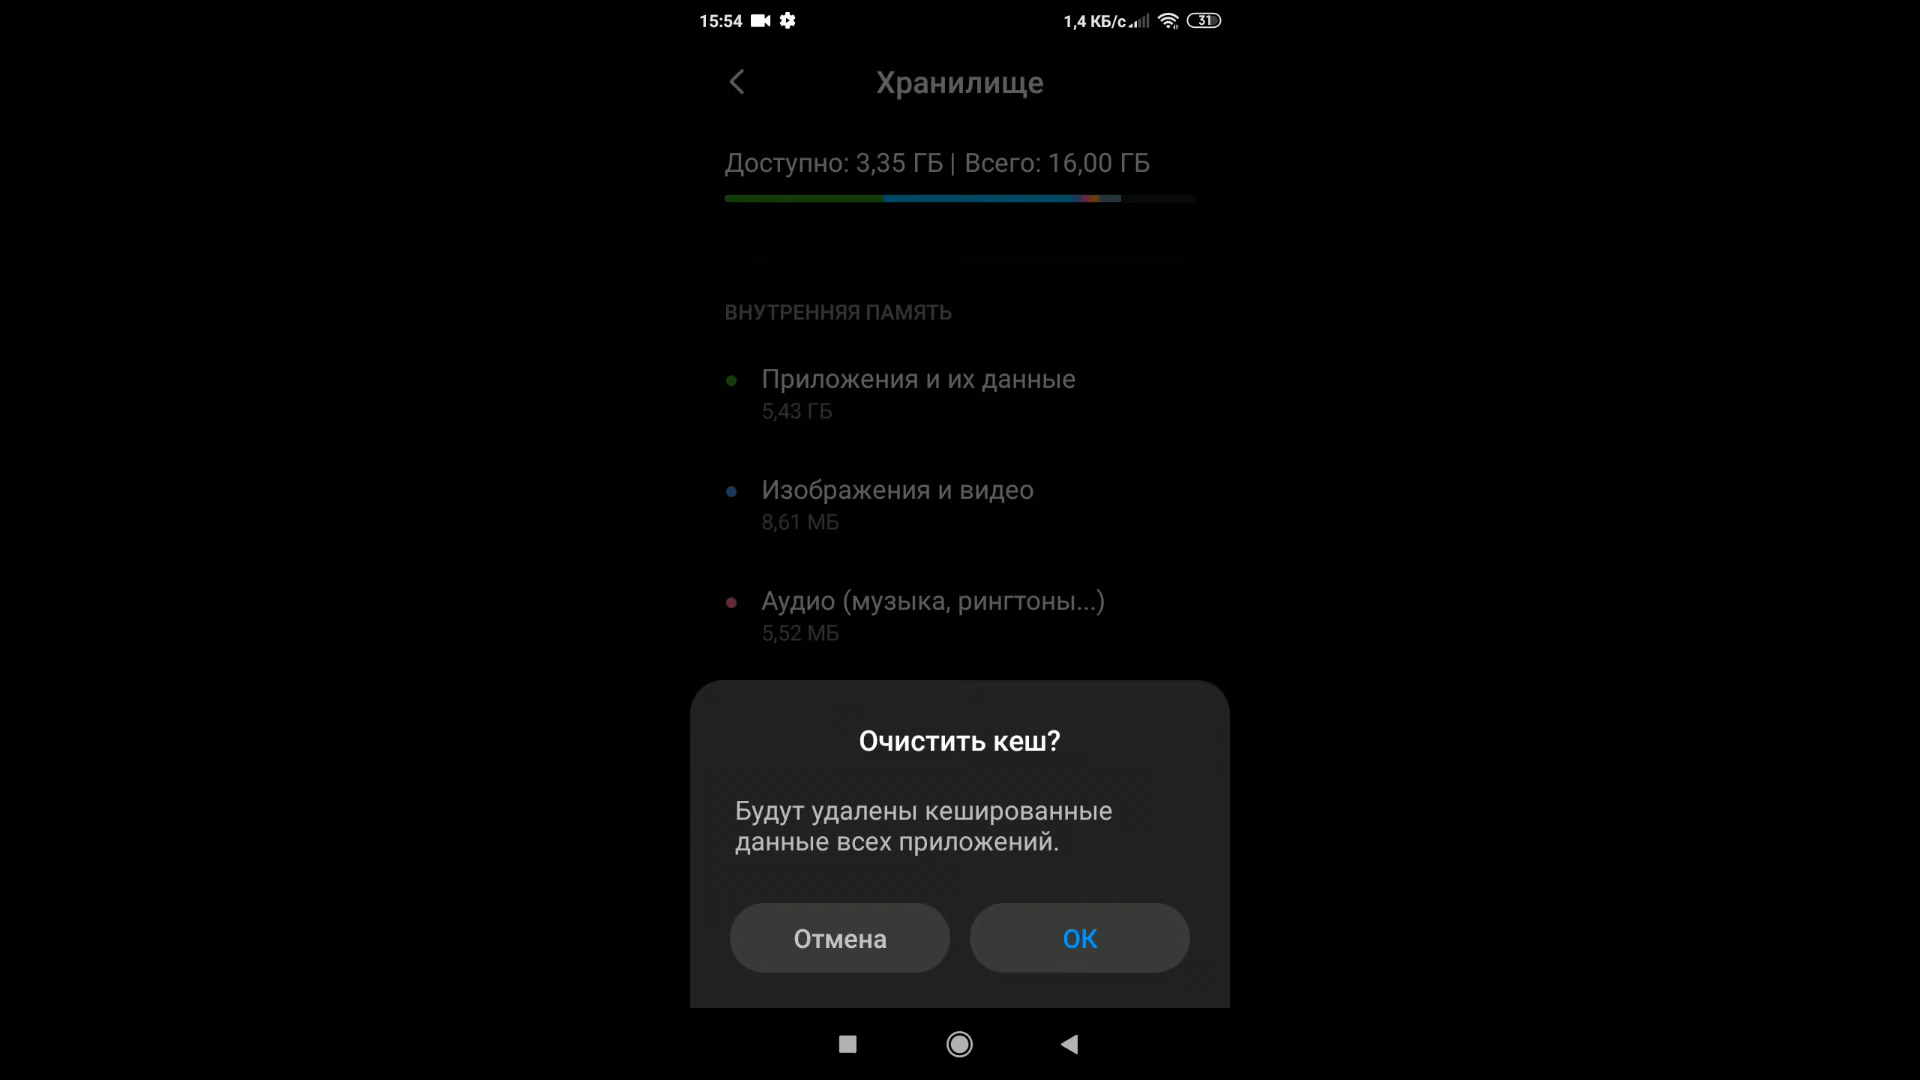 15:54 1,4 КБ/с 31
Хранилище
Доступно: 3,35 ГБ | Всего: 16,00 ГБ
ВНУТРЕННЯЯ ПАМЯТЬ
Приложения и их данные
5,43 ГБ
Изображения и видео
8,61 МБ
Аудио (музыка, рингтоны...)
5,52 МБ
Очистить кеш?
Будут удалены кешированные
данные всех приложений.
Отмена ОК